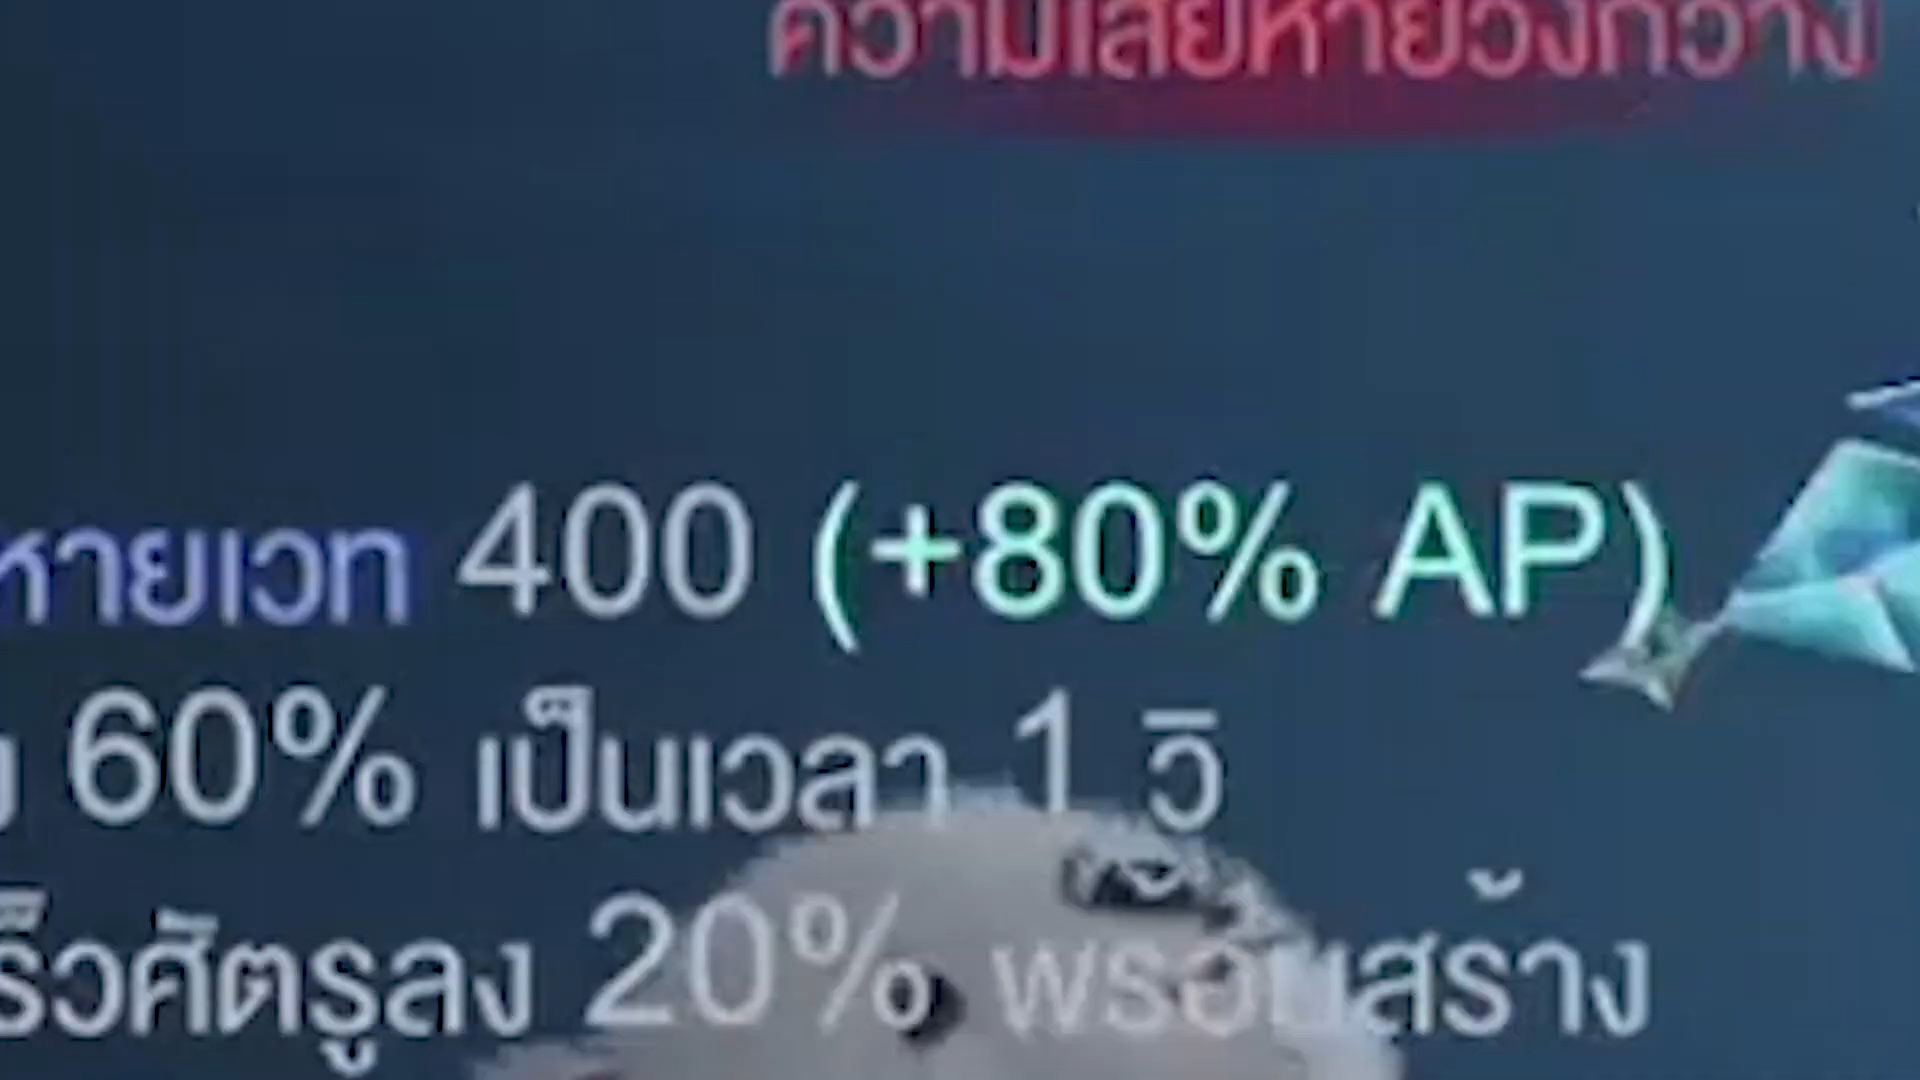 ความเสียหายวงกว้าง
หายเวท 400 (+80% AP)
60% เป็นเวลา 1 วิ
ร็วศัตรูลง 20% พร้อมสร้าง